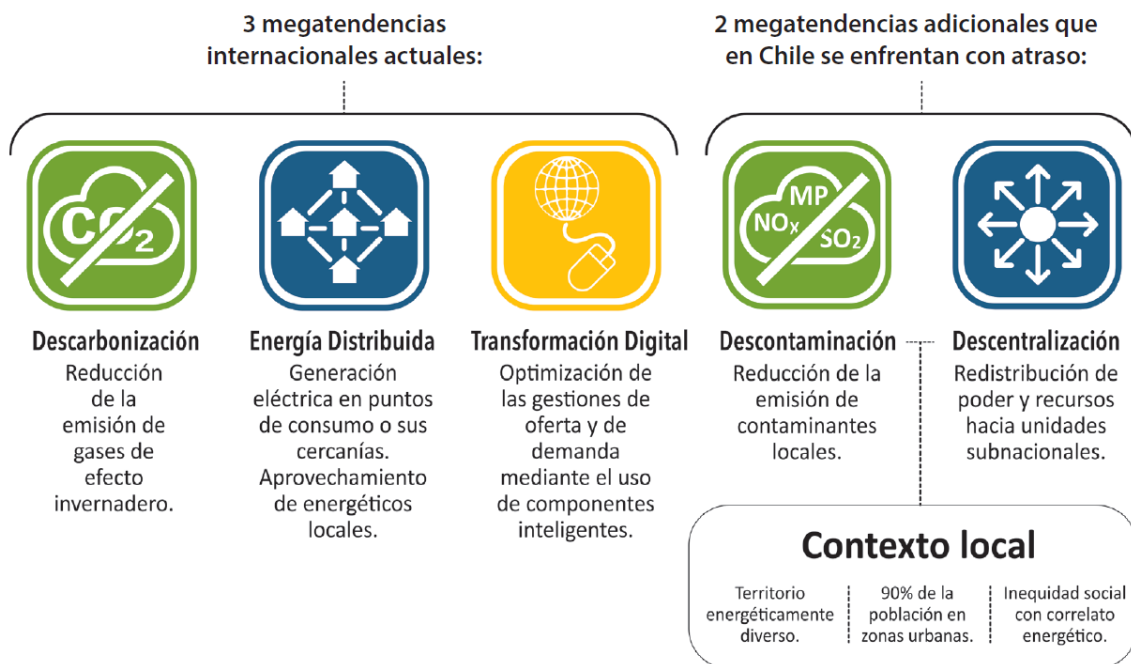 3 megatendencias
internacionales actuales:
2 megatendencias adicionales que
en Chile se enfrentan con atraso:
CO2
MP
NOx
SO2
Descarbonización
Reducción
de la
emisión de
gases de
efecto
invernadero.
Energía Distribuida
Generación
eléctrica en puntos
de consumo o sus
cercanías.
Aprovechamiento
de energéticos
locales.
Transformación Digital
Optimización de
las gestiones de
oferta y de
demanda
mediante el uso
de componentes
inteligentes.
Descontaminación
Reducción de la
emisión de
contaminantes
locales.
Descentralización
Redistribución de
poder y recursos
hacia unidades
subnacionales.
Contexto local
Territorio
energéticamente
diverso.
90% de la
población en
zonas urbanas.
Inequidad social
con correlato
energético.